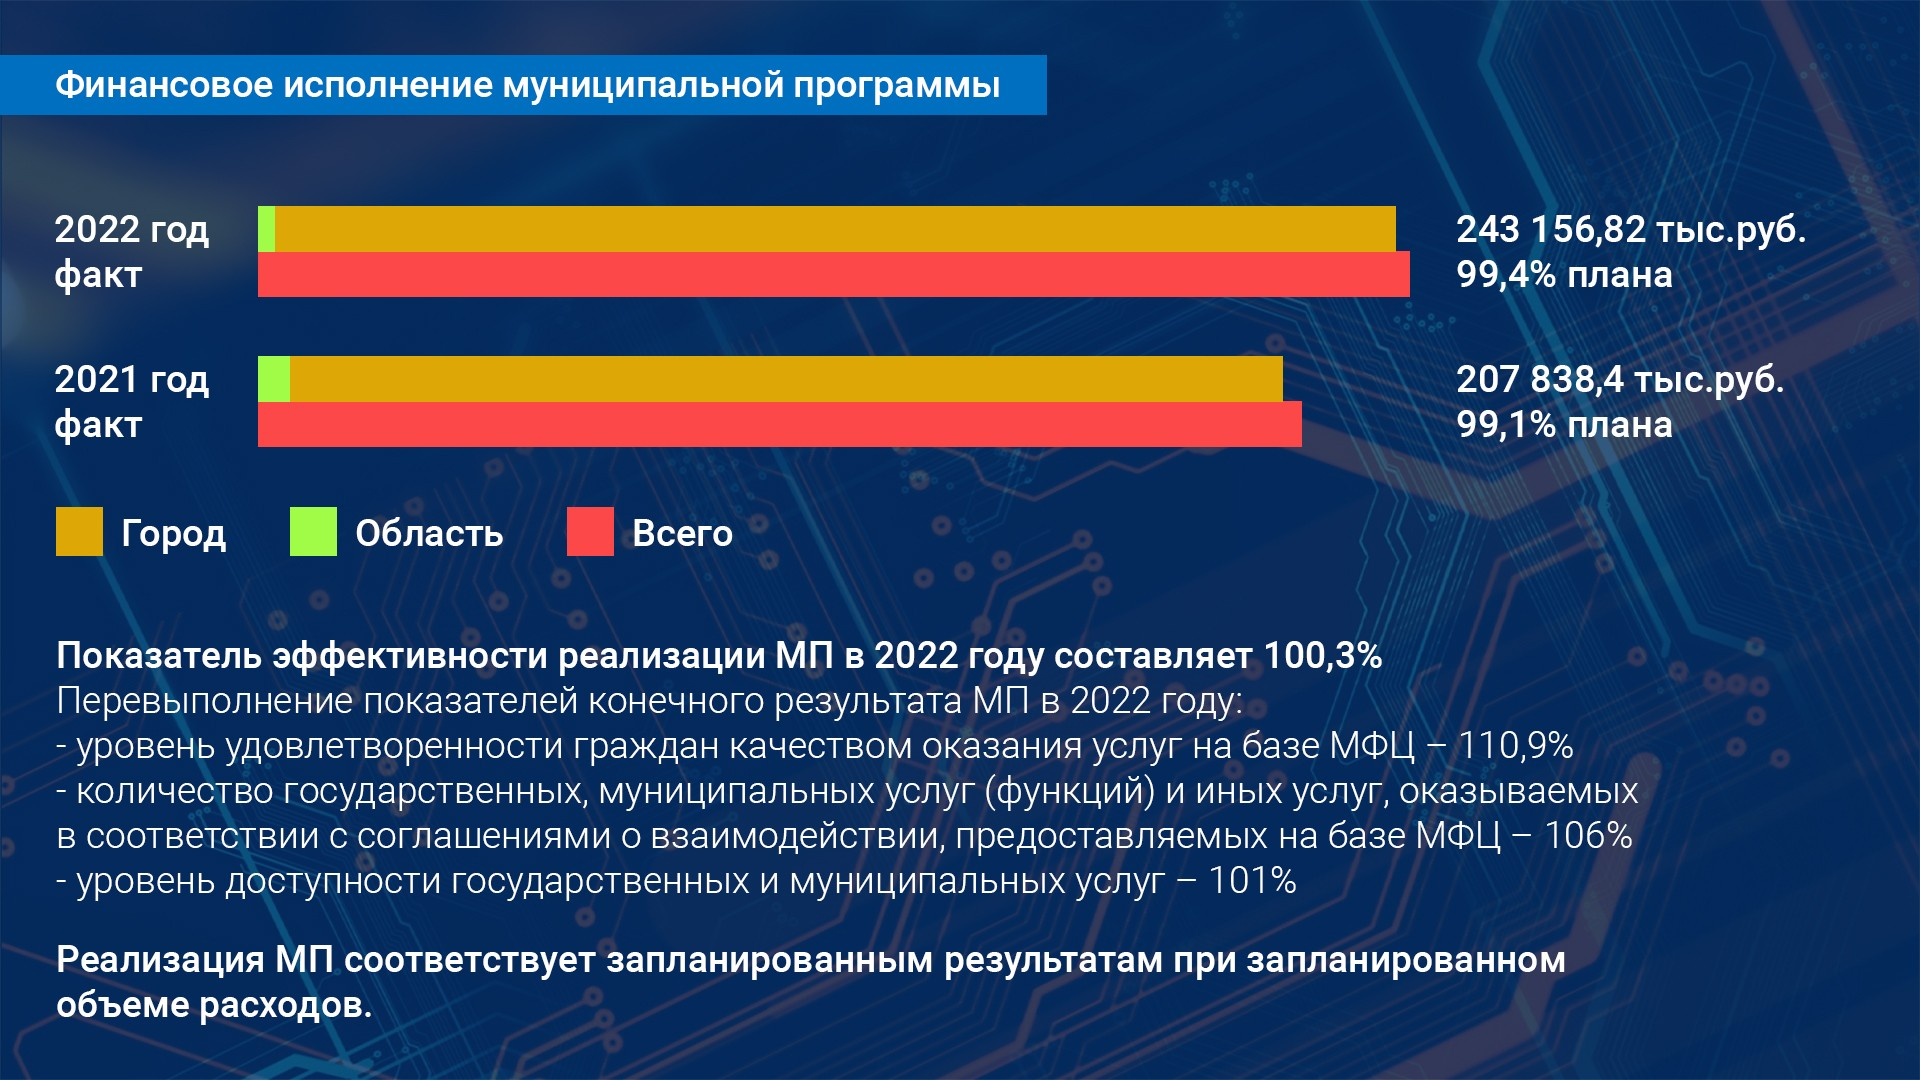 Финансовое исполнение муниципальной программы
2022 год
факт
243 156,82 тыс.руб.
99,4% плана
2021 год
факт
207 838,4 тыс.руб.
99,1% плана
Город
Область
Всего
Показатель эффективности реализации МП в 2022 году составляет 100,3%
Перевыполнение показателей конечного результата МП в 2022 году:
- уровень удовлетворенности граждан качеством оказания услуг на базе МФЦ – 110,9%
- количество государственных, муниципальных услуг (функций) и иных услуг, оказываемых
в соответствии с соглашениями о взаимодействии, предоставляемых на базе МФЦ – 106%
- уровень доступности государственных и муниципальных услуг – 101%
Реализация МП соответствует запланированным результатам при запланированном
объеме расходов.